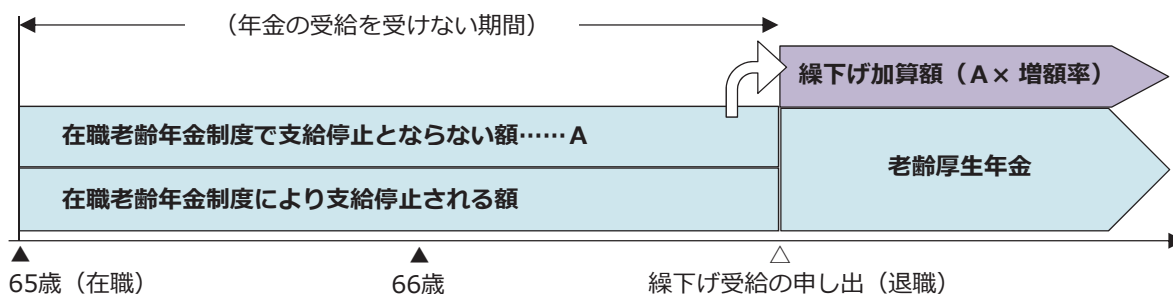 （年金の受給を受けない期間）
繰下げ加算額（A× 増額率）
在職老齢年金制度で支給停止とならない額……A
老齢厚生年金
在職老齢年金制度により支給停止される額
65歳（在職）
66歳
繰下げ受給の申し出（退職）